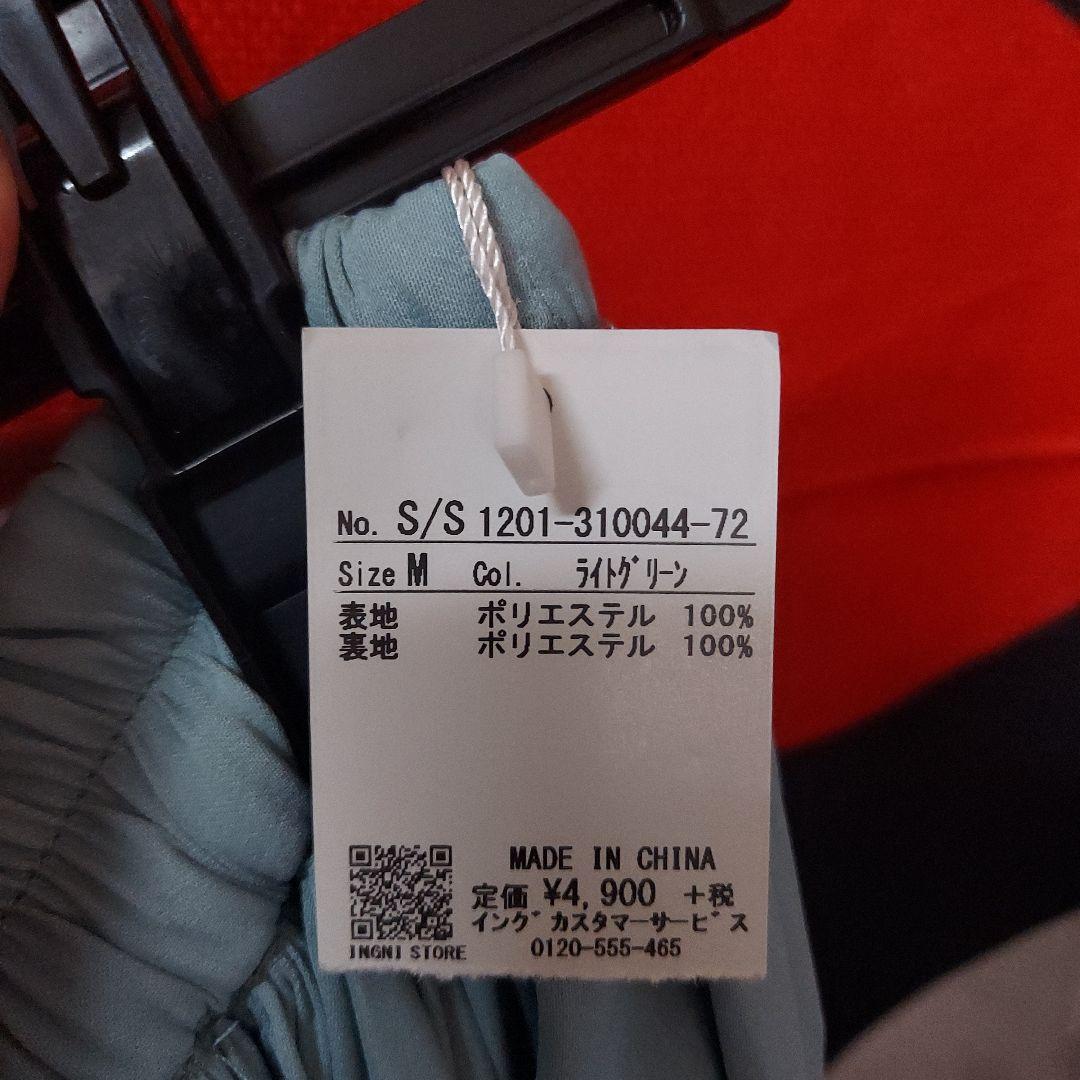 No. S/S 1201-310044-72
Size M Col. ﾗｲﾄｸﾞﾘｰﾝ
表地 ポリエステル 100%
裏地 ポリエステル 100%
MADE IN CHINA
定価 ¥4,900 +税
イングﾞカスタマーサービﾞス
0120-555-465
INGNI STORE